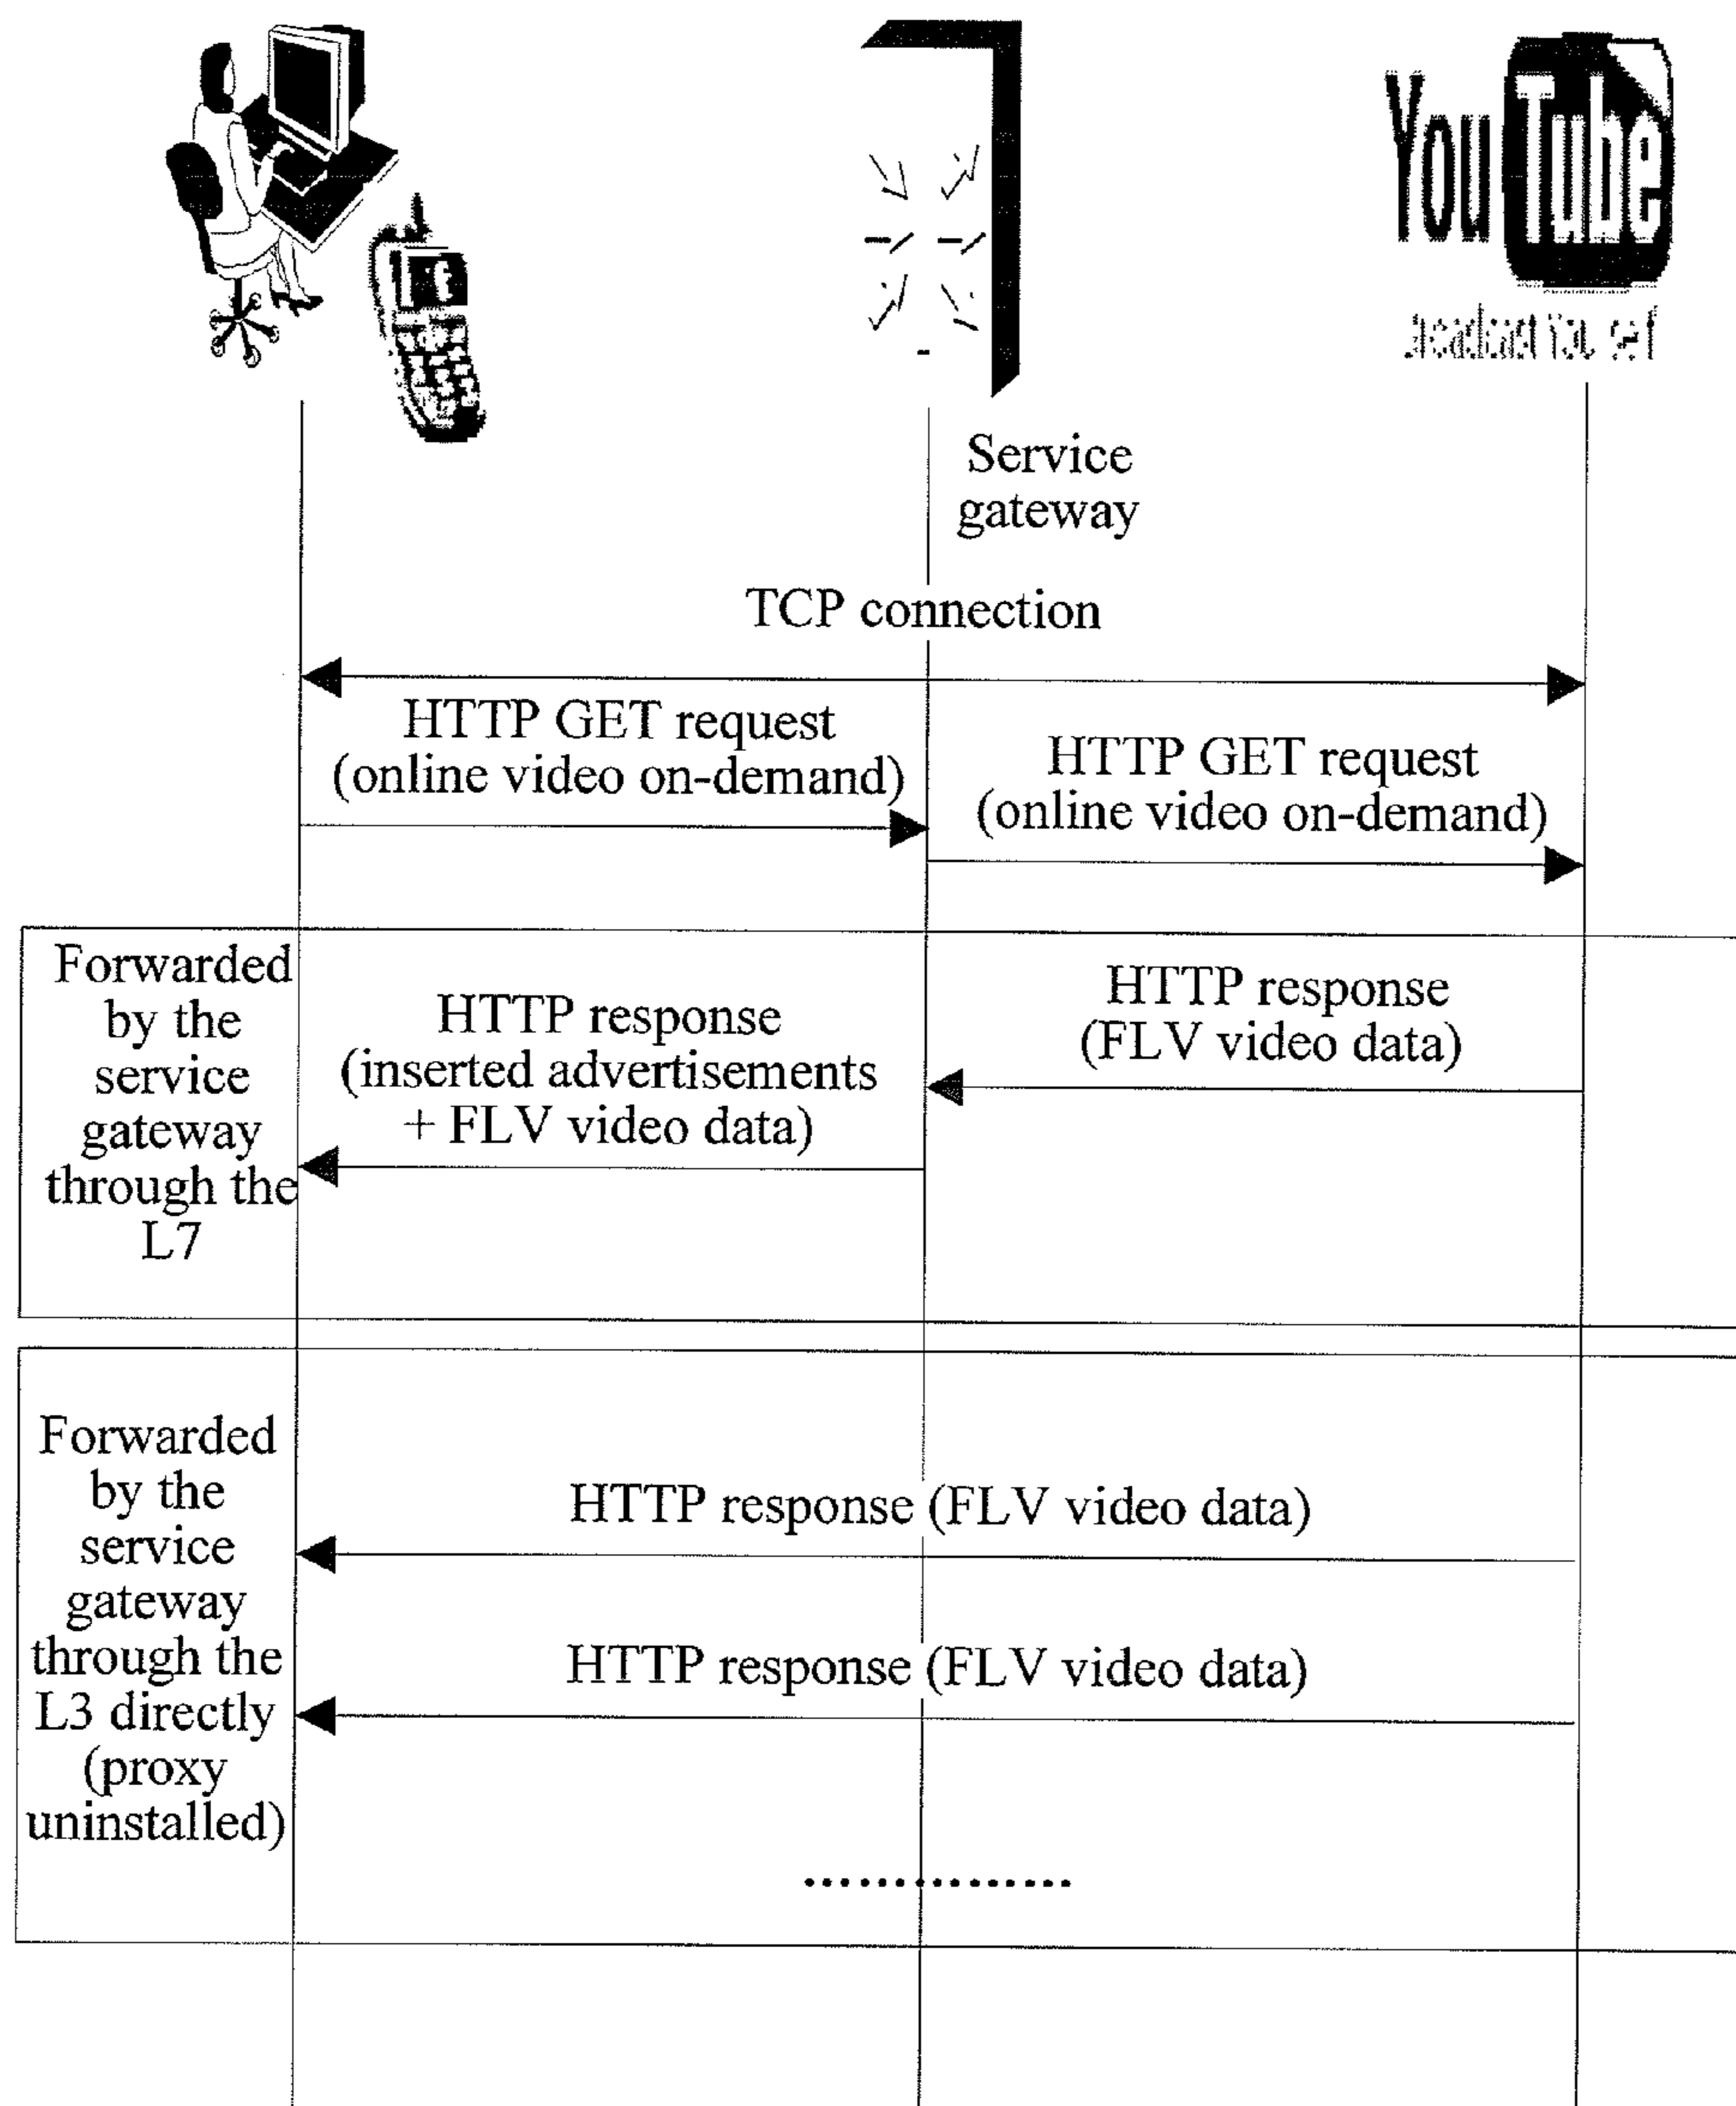 YouTube
Service
gateway
TCP connection
HTTP GET request
(online video on-demand)
HTTP GET request
(online video on-demand)
Forwarded
by the
service
gateway
through the
L7
HTTP response
(inserted advertisements
+ FLV video data)
HTTP response
(FLV video data)
Forwarded
by the
service
gateway
through the
L3 directly
(proxy
uninstalled)
HTTP response (FLV video data)
HTTP response (FLV video data)
...............